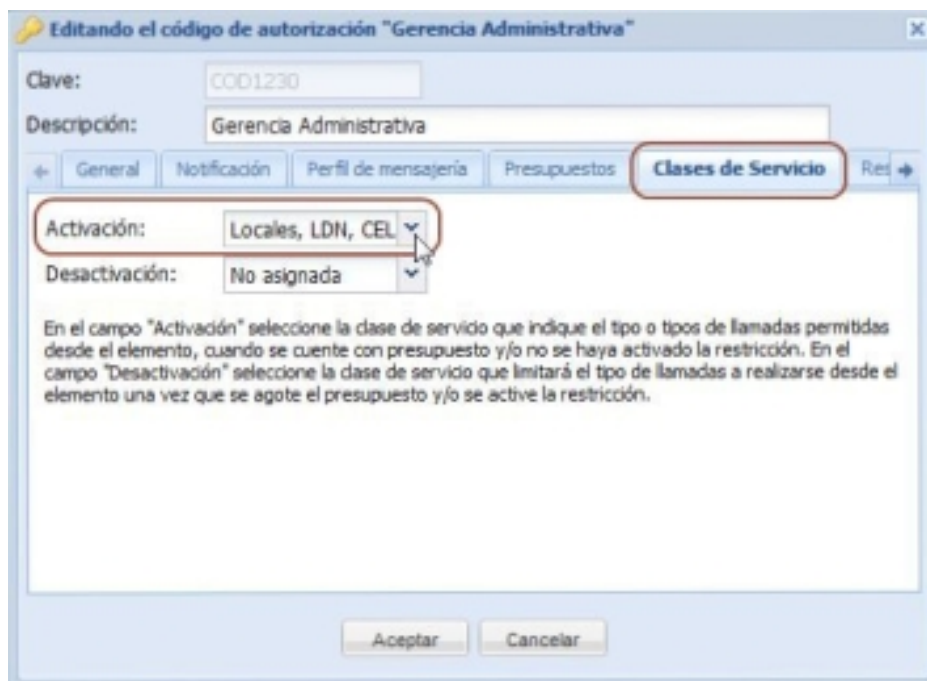 Editando el código de autorización "Gerencia Administrativa"
Clave: COD1230
Descripción: Gerencia Administrativa
General Notificación Perfil de mensajería Presupuestos Clases de Servicio
Activación: Locales, LDN, CEL
Desactivación: No asignada
En el campo "Activación" seleccione la clase de servicio que indique el tipo o tipos de llamadas permitidas
desde el elemento, cuando se cuente con presupuesto y/o no se haya activado la restricción. En el
campo "Desactivación" seleccione la clase de servicio que limitará el tipo de llamadas a realizarse desde el
elemento una vez que se agote el presupuesto y/o se active la restricción.
Aceptar Cancelar